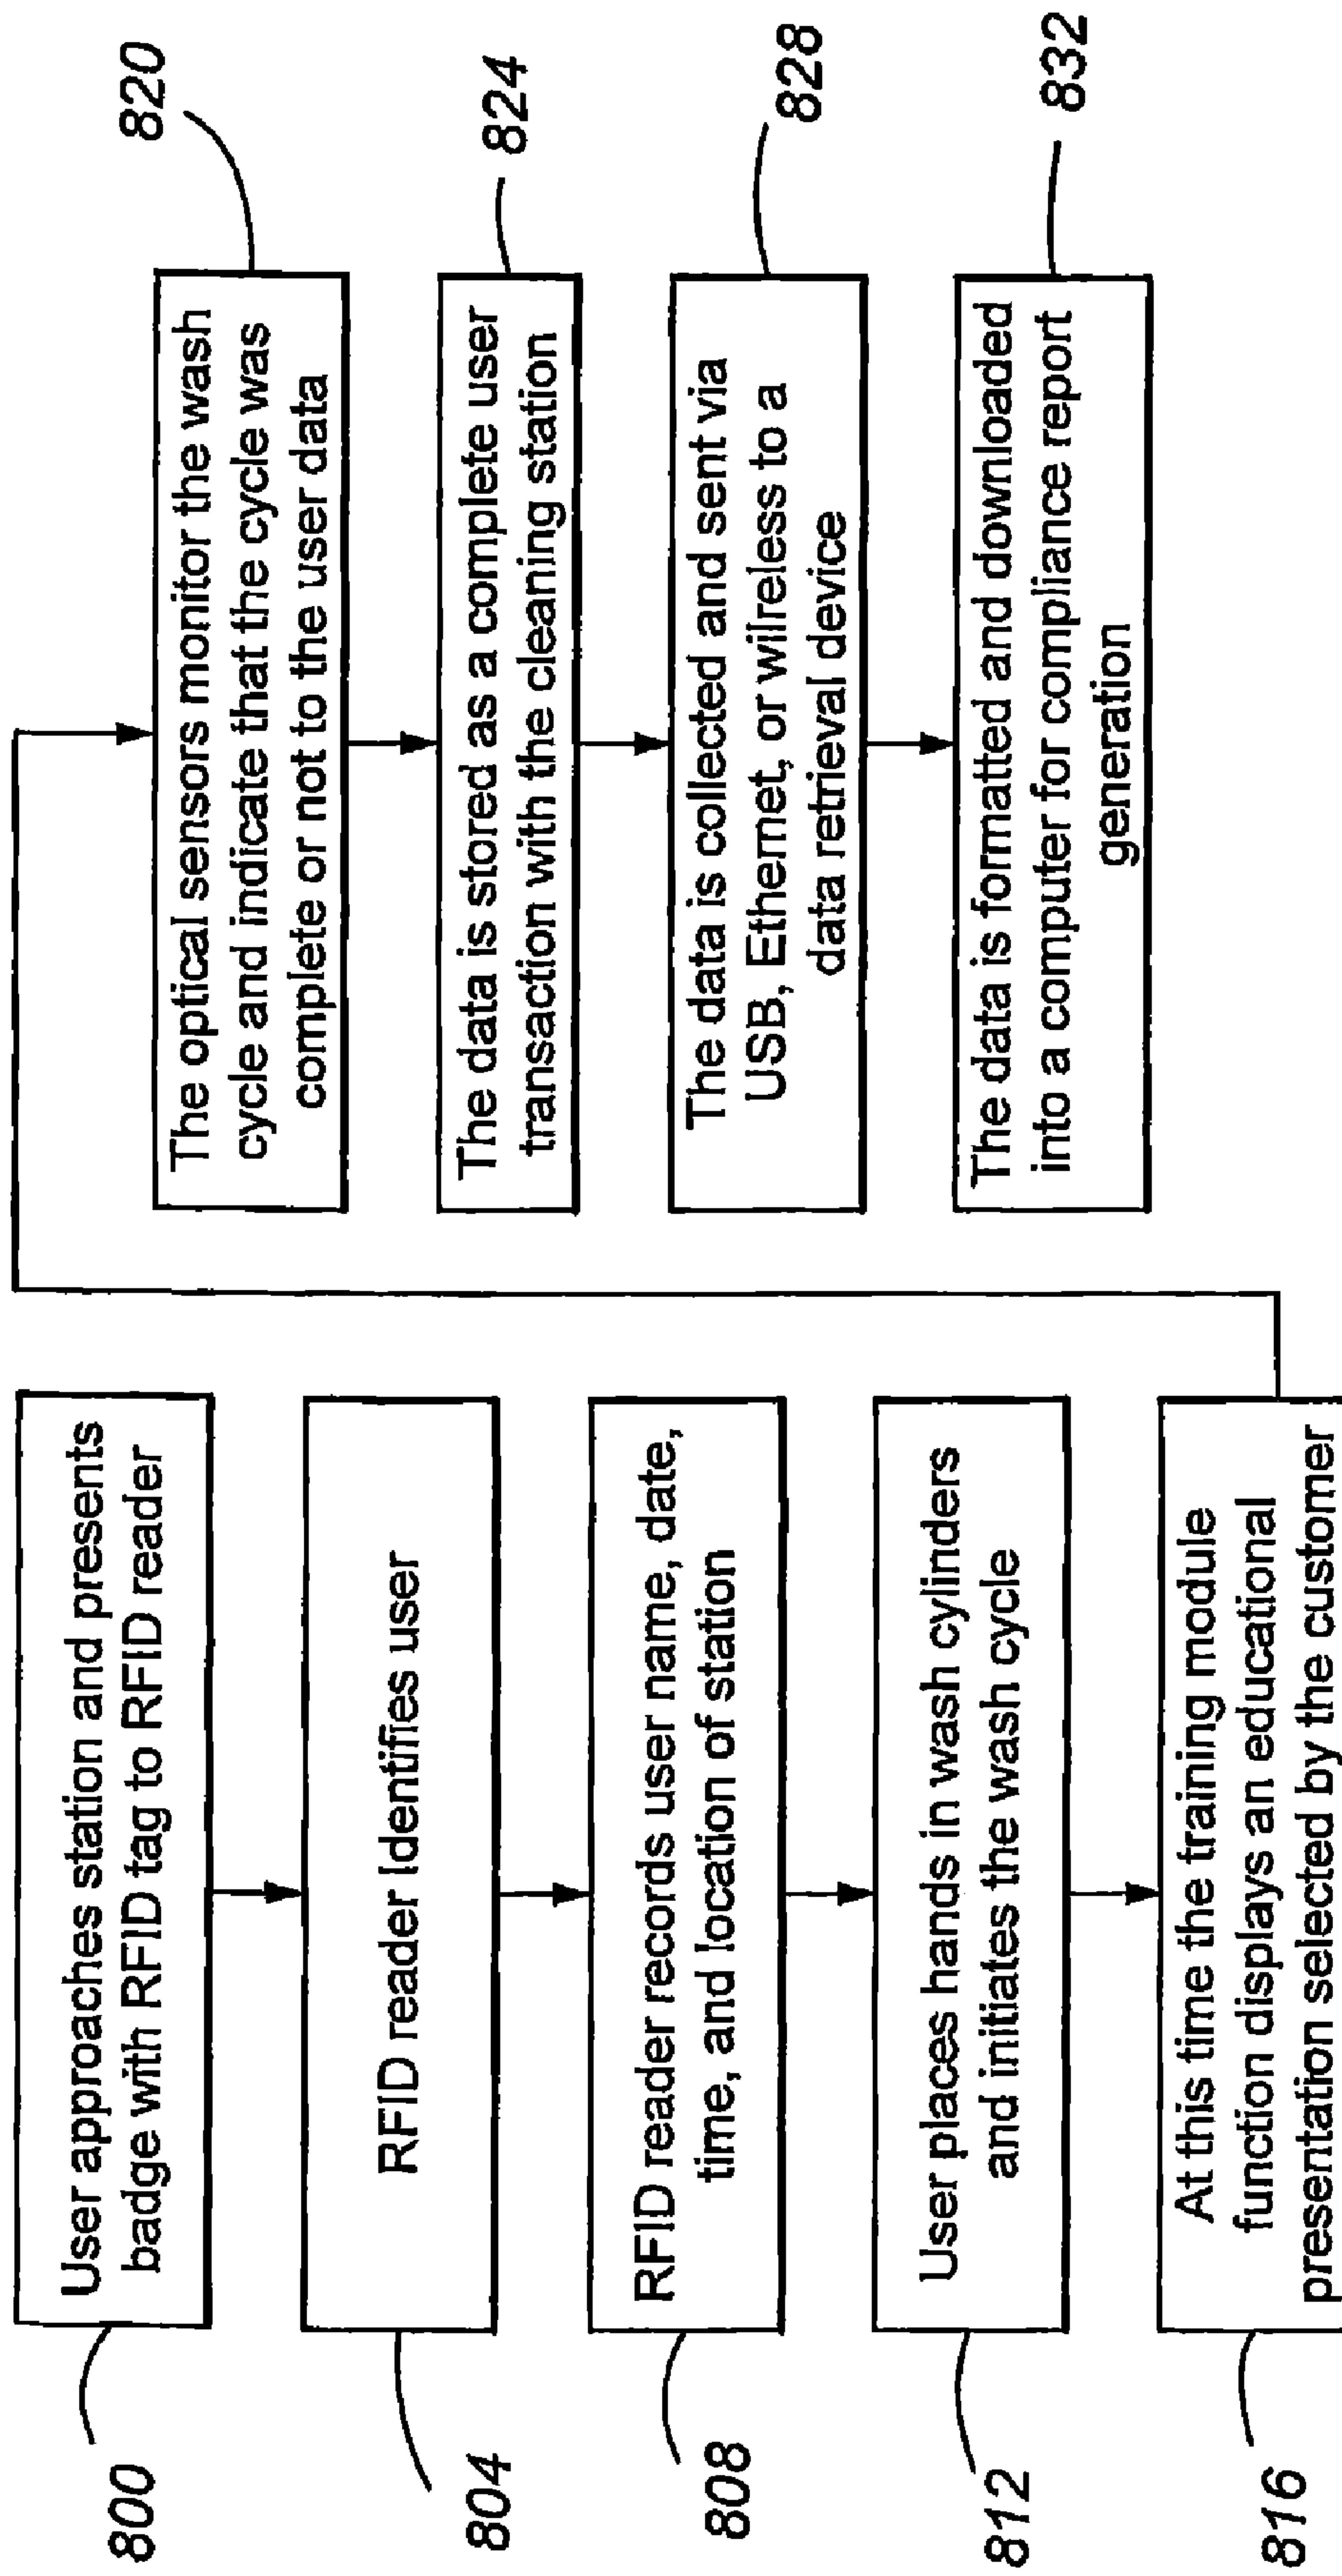 800
User approaches station and presents
badge with RFID tag to RFID reader
804
RFID reader Identifies user
808
RFID reader records user name, date,
time, and location of station
812
User places hands in wash cylinders
and initiates the wash cycle
816
At this time the training module
function displays an educational
presentation selected by the customer
820
The optical sensors monitor the wash
cycle and indicate that the cycle was
complete or not to the user data
824
The data is stored as a complete user
transaction with the cleaning station
828
The data is collected and sent via
USB, Ethernet, or wilreless to a
data retrieval device
832
The data is formatted and downloaded
into a computer for compliance report
generation